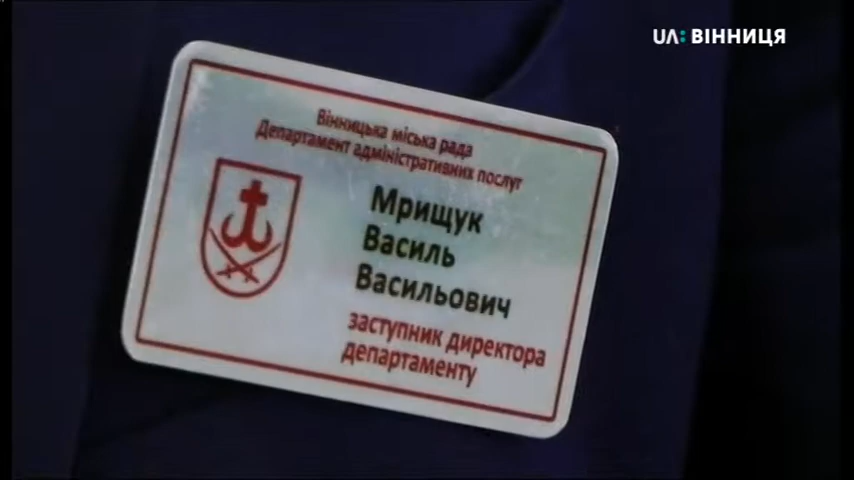 UA: ВІННИЦЯ
Вінницька міська рада
Департамент адміністративних послуг
Мрищук
Василь
Васильович
заступник директора
департаменту